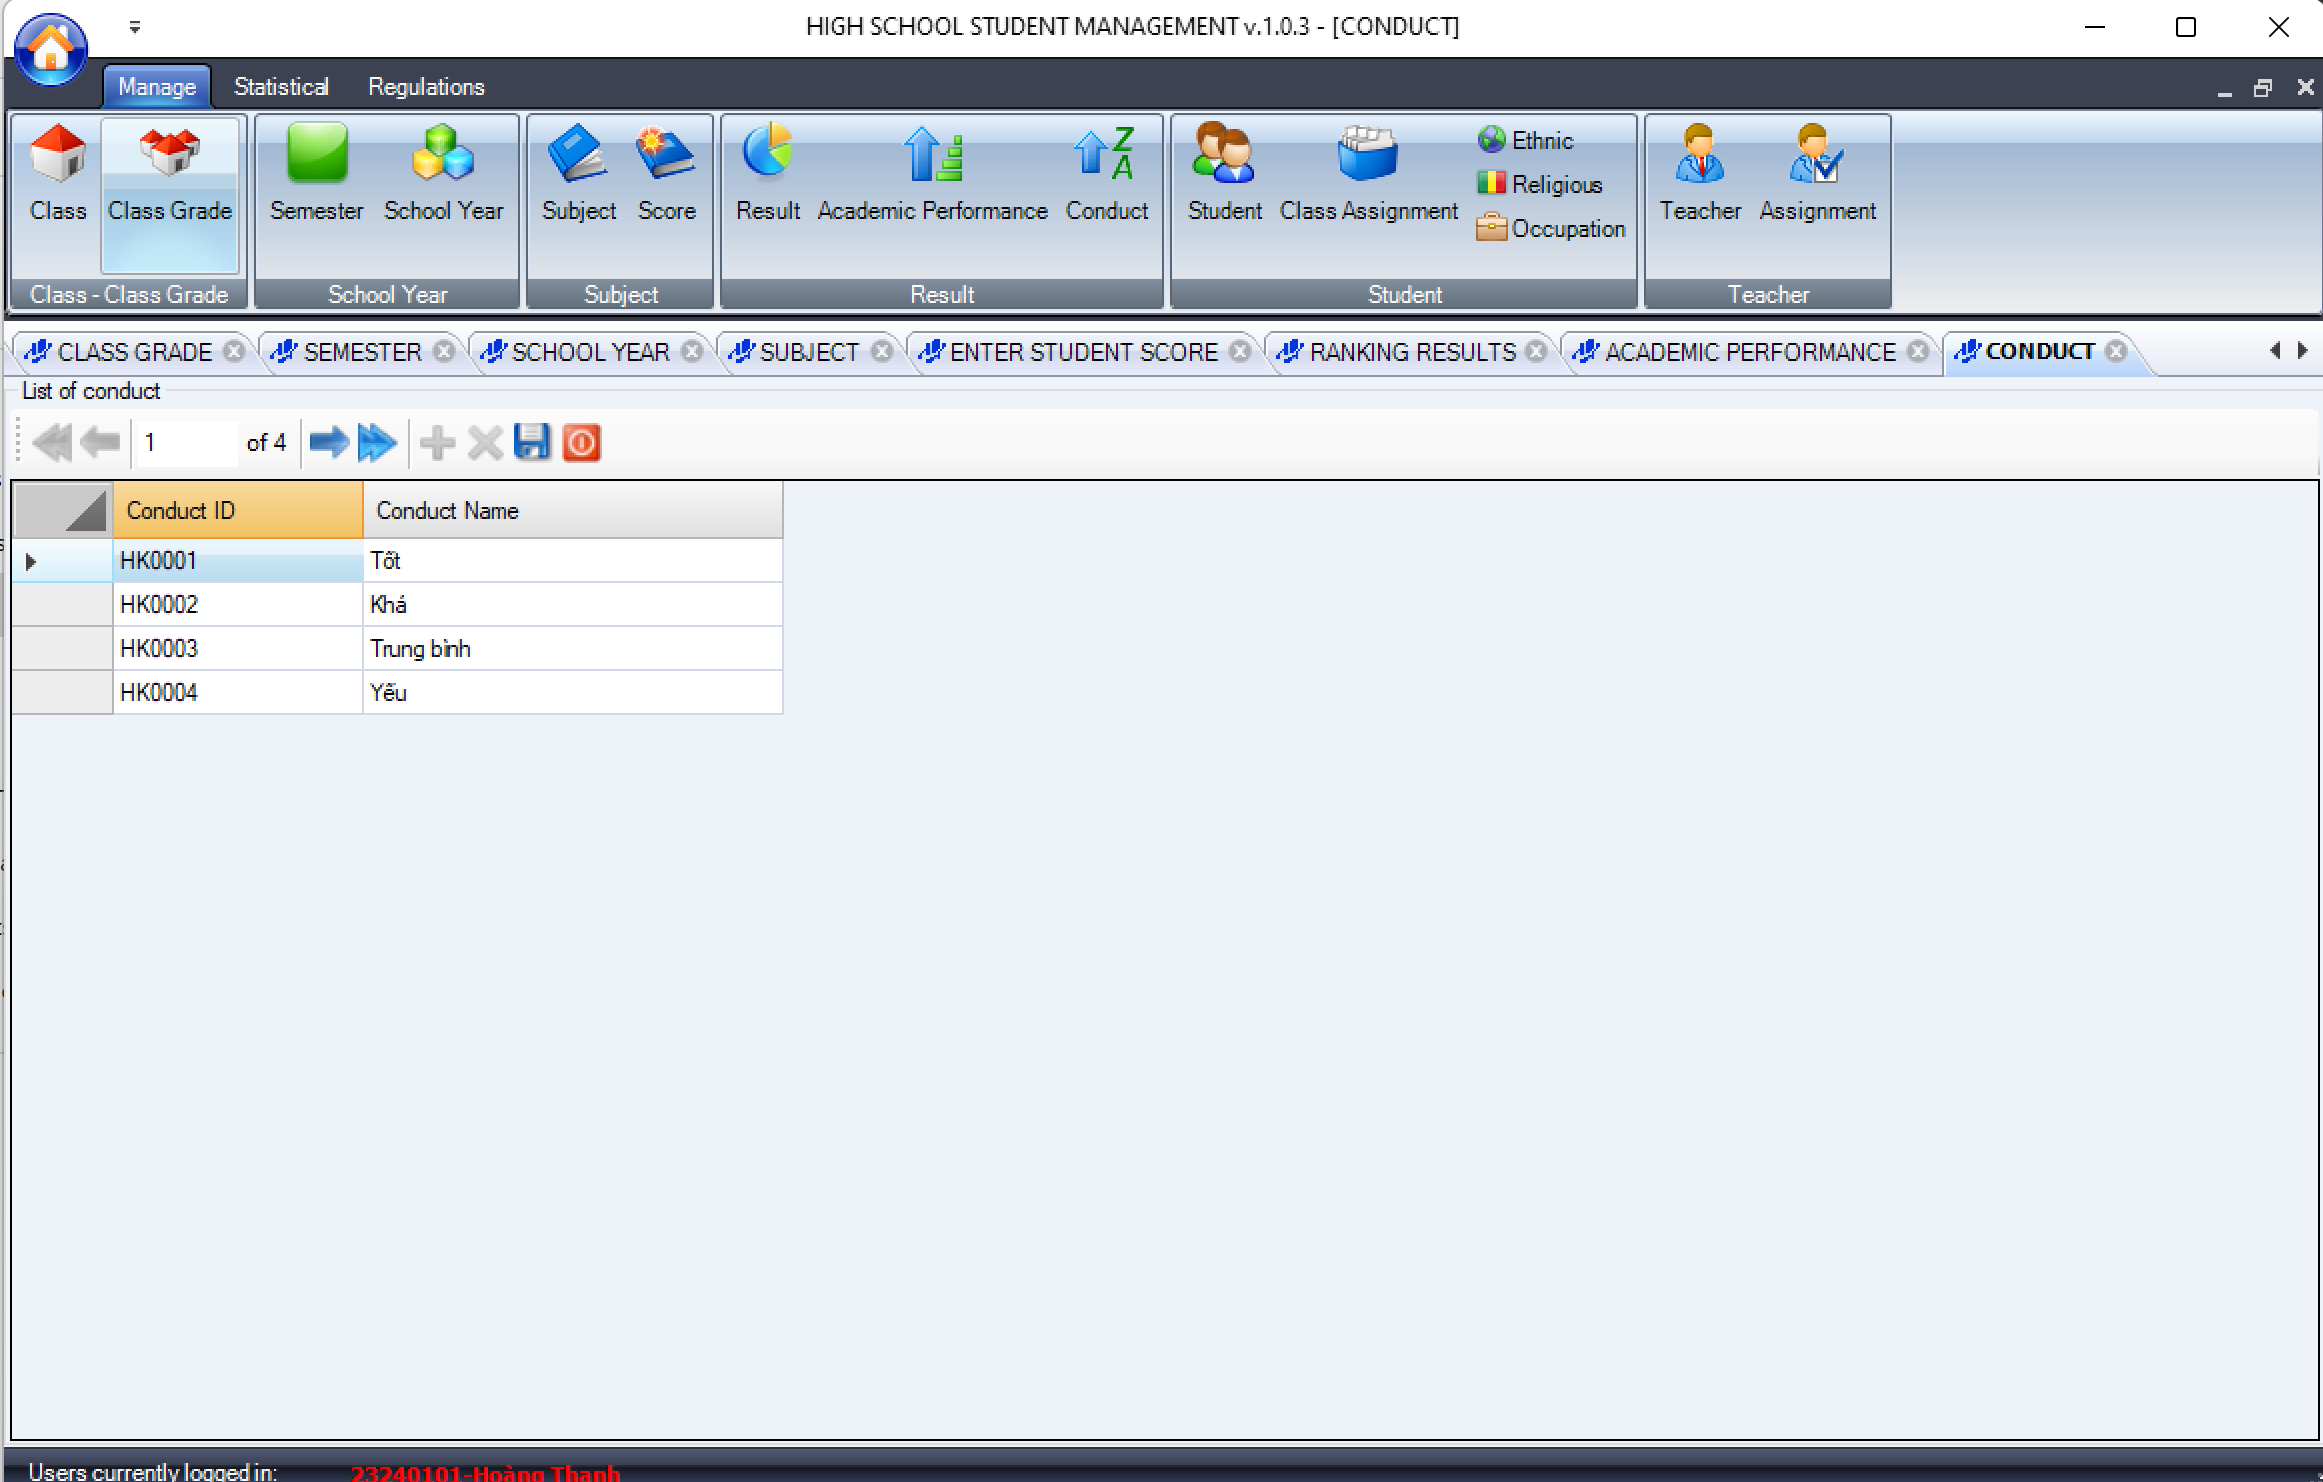 HIGH SCHOOL STUDENT MANAGEMENT v.1.0.3 - [CONDUCT]
Manage Statistical Regulations
Class Class Grade Semester School Year Subject Score Result Academic Performance Conduct Student Class Assignment Ethnic Religious Occupation Teacher Assignment
Class - Class Grade School Year Subject Result Student Teacher
CLASS GRADE SEMESTER SCHOOL YEAR SUBJECT ENTER STUDENT SCORE RANKING RESULTS ACADEMIC PERFORMANCE CONDUCT
List of conduct
1 of 4
Conduct ID Conduct Name
HK0001 Tốt
HK0002 Khá
HK0003 Trung bình
HK0004 Yếu
Users currently logged in: 23240101-Hoàng Thanh